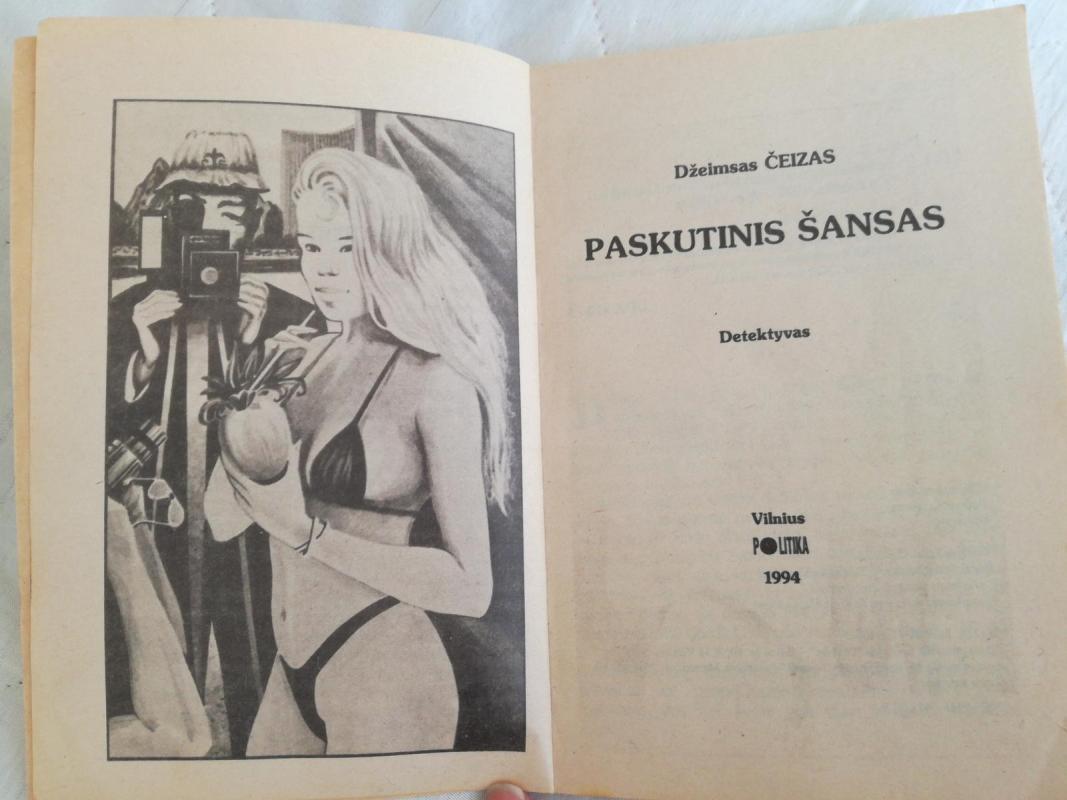 Džeimsas ČEIZAS
PASKUTINIS ŠANSAS
Detektyvas
Vilnius
POLITIKA
1994